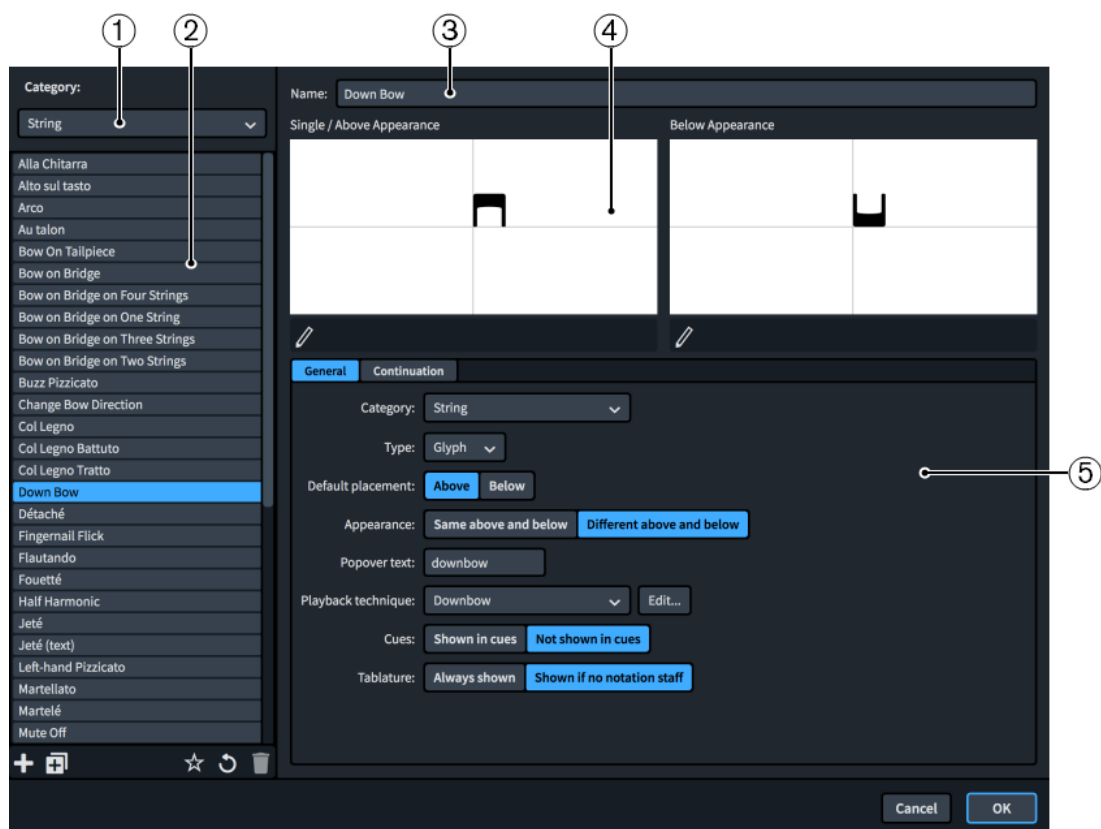 ① ② ③ ④
Category:
String
Alla Chitarra
Alto sul tasto
Arco
Au talon
Bow On Tailpiece
Bow on Bridge
Bow on Bridge on Four Strings
Bow on Bridge on One String
Bow on Bridge on Three Strings
Bow on Bridge on Two Strings
Buzz Pizzicato
Change Bow Direction
Col Legno
Col Legno Battuto
Col Legno Tratto
Down Bow
Détaché
Fingernail Flick
Flautando
Fouetté
Half Harmonic
Jeté
Jeté (text)
Left-hand Pizzicato
Martellato
Martelé
Mute Off
Name: Down Bow
Single / Above Appearance Below Appearance
General Continuation
Category: String
Type: Glyph
⑤
Default placement: Above Below
Appearance: Same above and below Different above and below
Popover text: downbow
Playback technique: Downbow Edit...
Cues: Shown in cues Not shown in cues
Tablature: Always shown Shown if no notation staff
Cancel OK